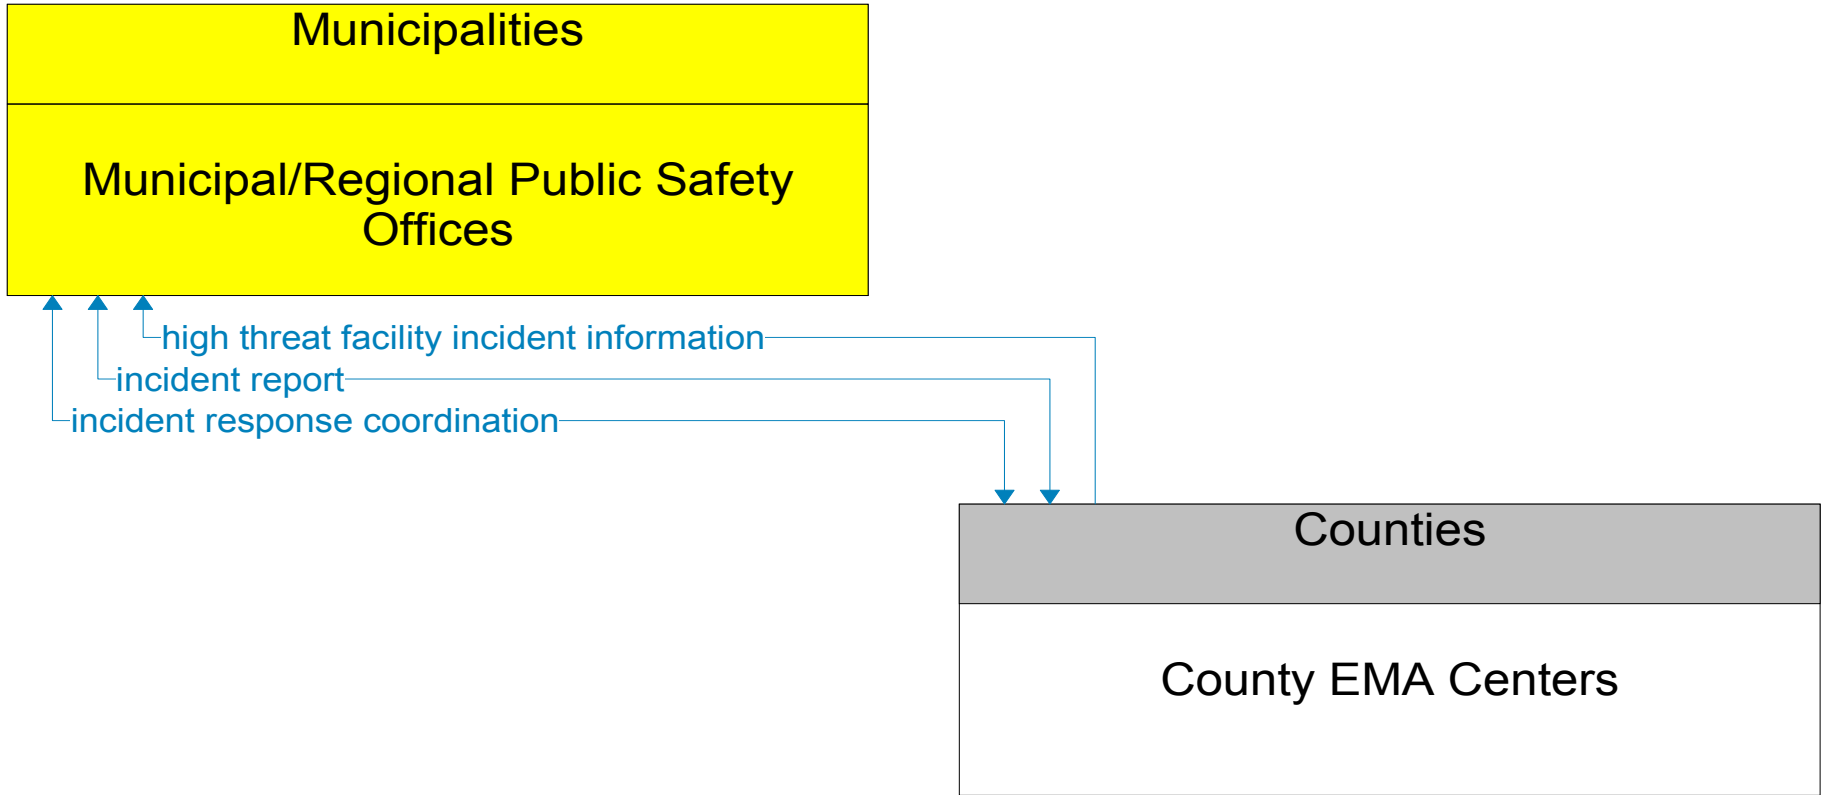 Municipalities
Municipal/Regional Public Safety
Offices
high threat facility incident information
incident report
incident response coordination
Counties
County EMA Centers